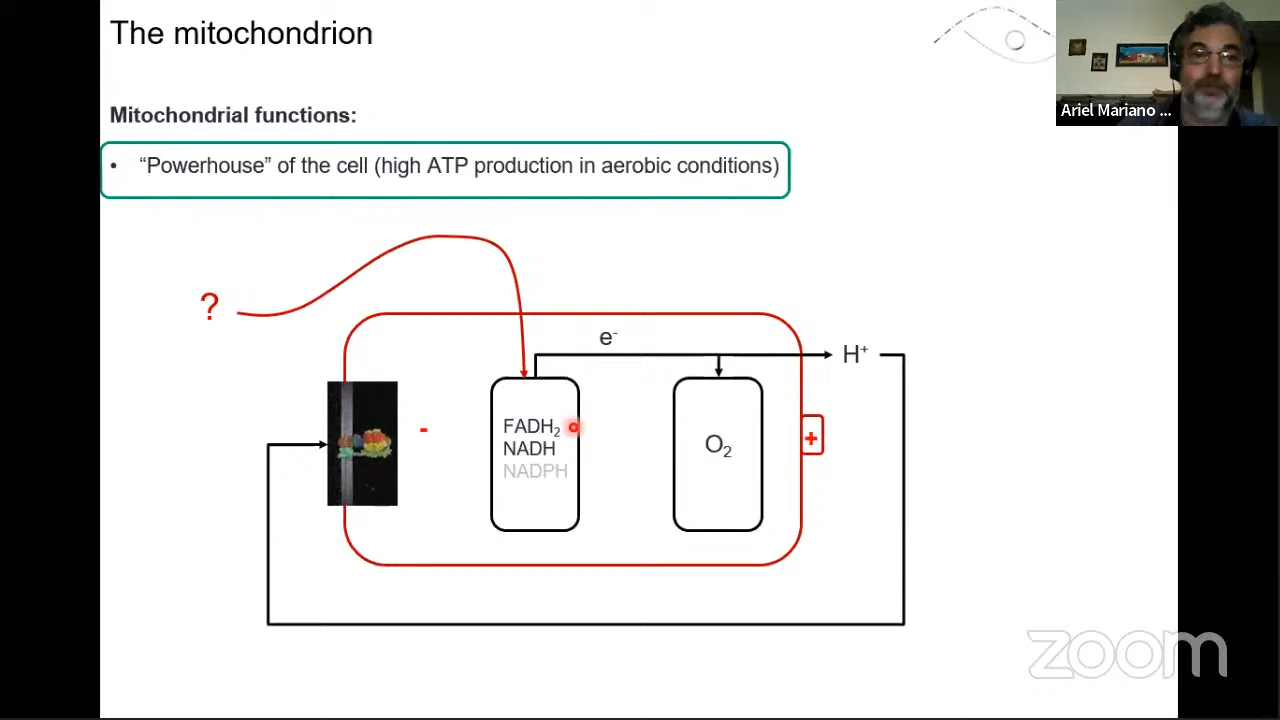 The mitochondrion
Mitochondrial functions:
• “Powerhouse” of the cell (high ATP production in aerobic conditions)
Ariel Mariano ...
?
e⁻
H⁺
-
FADH₂
NADH
NADPH
O₂
+
zoom